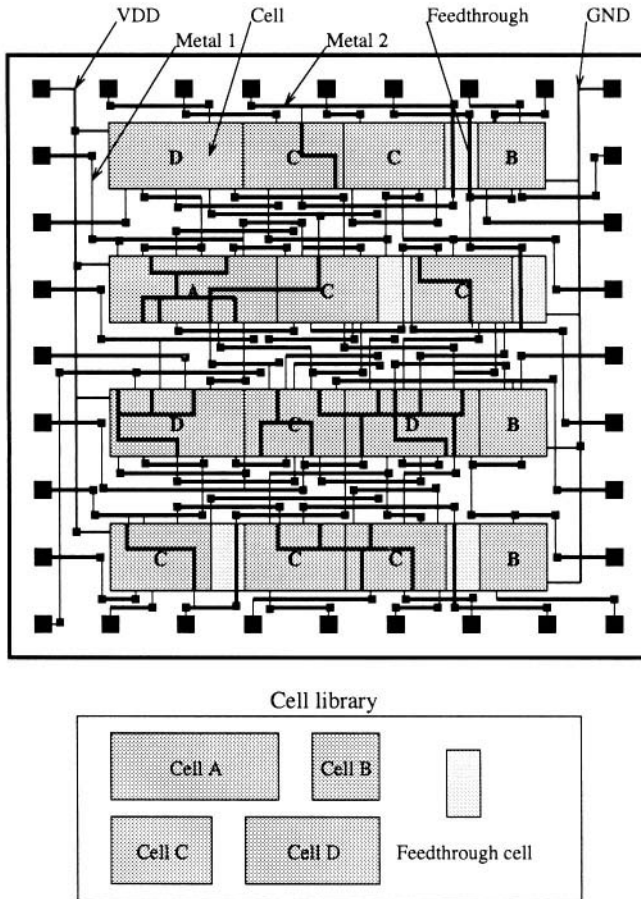 VDD Cell Feedthrough GND
Metal 1 Metal 2
D C C B
A C C
D C D B
C C C B
Cell library
Cell A Cell B
Cell C Cell D Feedthrough cell